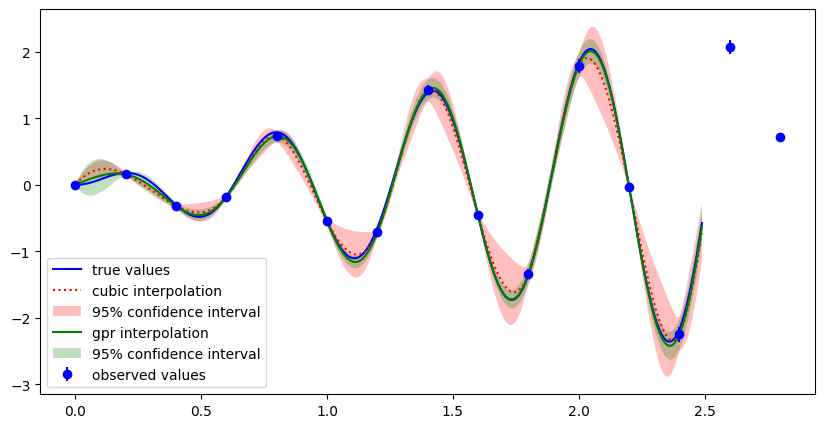 2
1
0
−1
−2
−3
true values
cubic interpolation
95% confidence interval
gpr interpolation
95% confidence interval
observed values
0.0 0.5 1.0 1.5 2.0 2.5